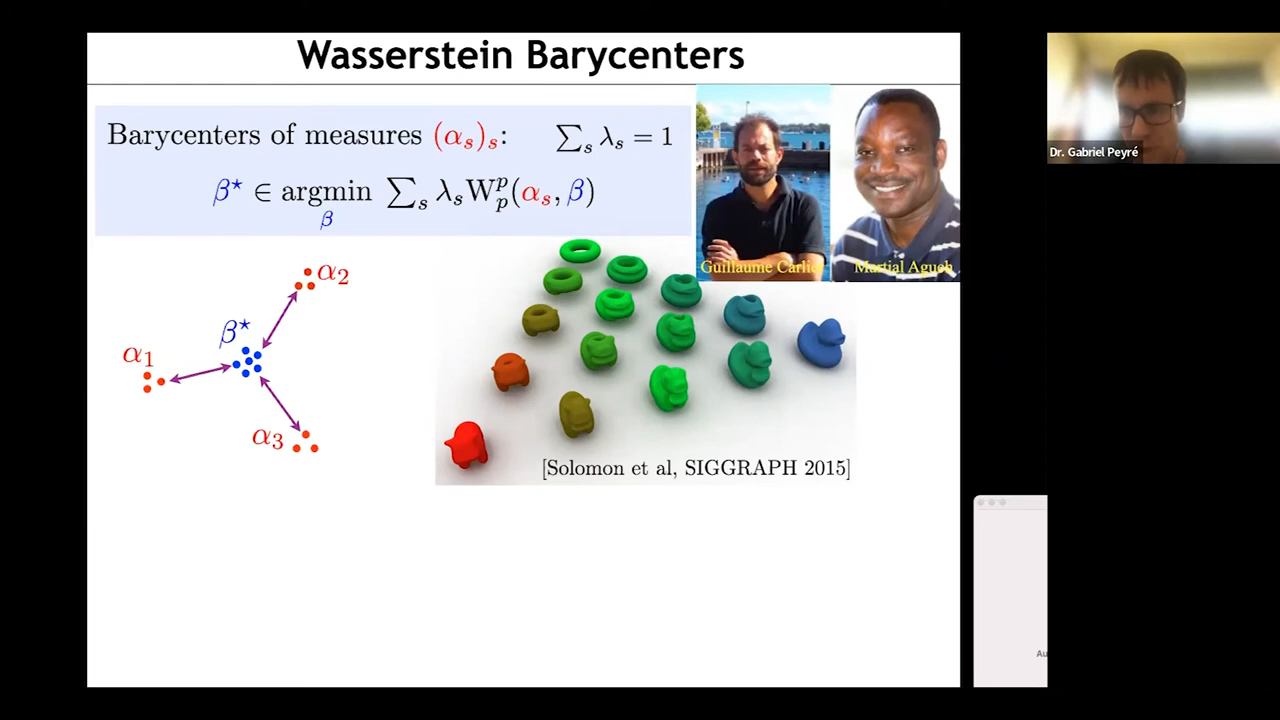 Wasserstein Barycenters
Barycenters of measures (αₛ)ₛ: ∑ₛ λₛ = 1
β⋆ ∈ argmin ∑ₛ λₛWₚᵖ(αₛ, β)
β
Guillaume Carlier
Martial Agueh
Dr. Gabriel Peyré
α₂
β⋆
α₁
α₃
[Solomon et al, SIGGRAPH 2015]
Au